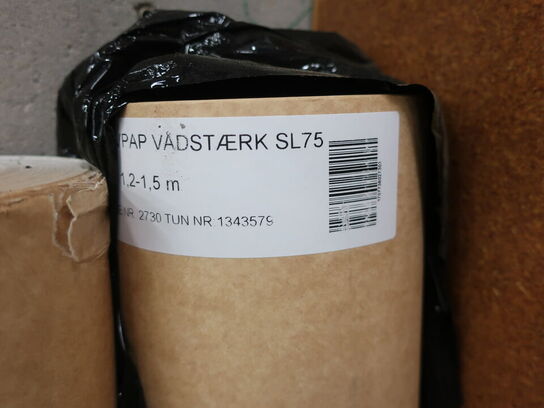 PAP VÅDSTÆRK SL75
1,2-1,5 m
NR. 2730 TUN NR 1343579